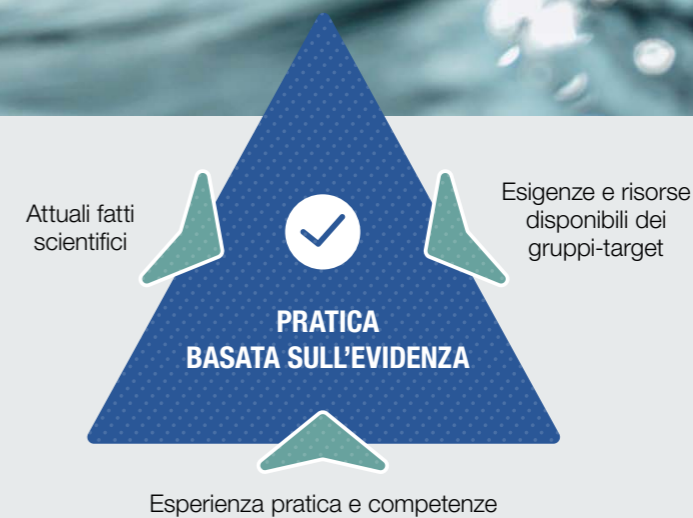 Attuali fatti
scientifici
Esigenze e risorse
disponibili dei
gruppi-target
PRATICA
BASATA SULL’EVIDENZA
Esperienza pratica e competenze